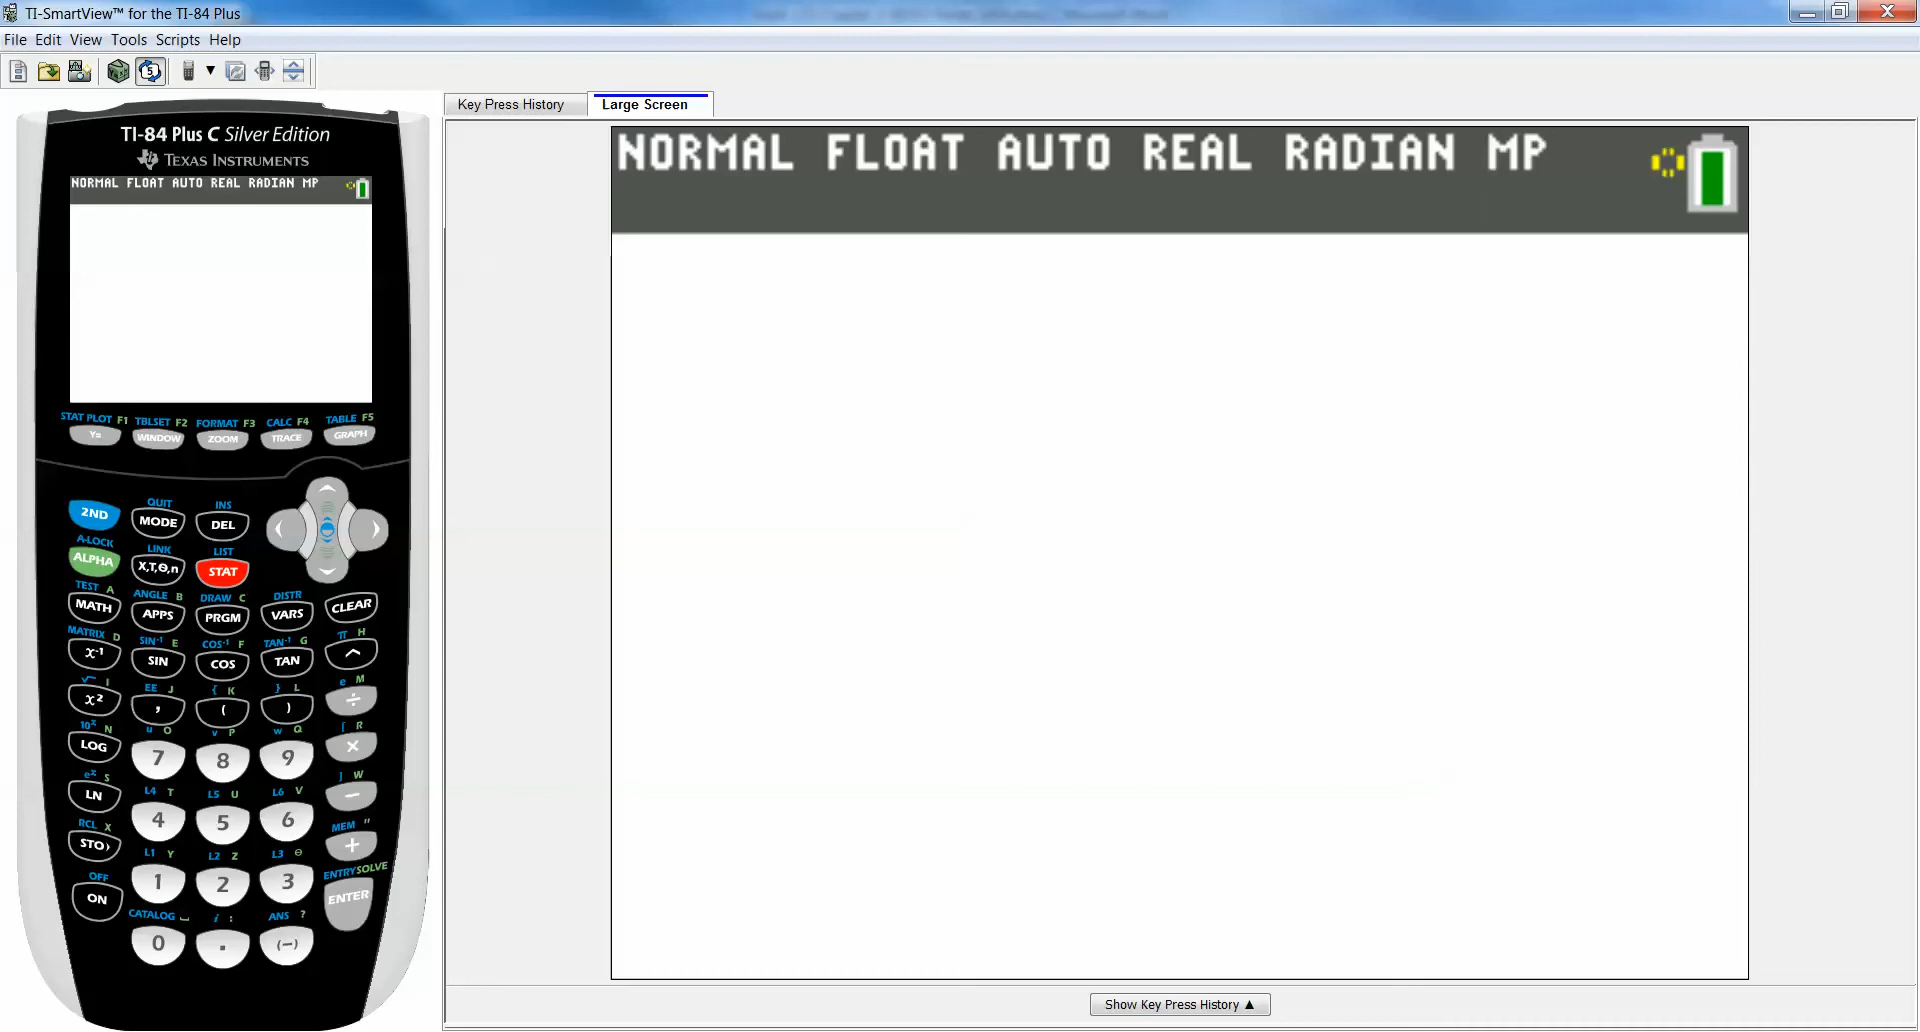 TI-SmartView™ for the TI-84 Plus
File Edit View Tools Scripts Help
Key Press History
Large Screen
TI-84 Plus C Silver Edition
TEXAS INSTRUMENTS
NORMAL FLOAT AUTO REAL RADIAN MP
NORMAL FLOAT AUTO REAL RADIAN MP
STAT PLOT F1 TBLSET F2 FORMAT F3 CALC F4 TABLE F5
Y= WINDOW ZOOM TRACE GRAPH
QUIT INS
2ND MODE DEL
A-LOCK LINK LIST
ALPHA X,T,Θ,n STAT
TEST A ANGLE B DRAW C DISTR
MATH APPS PRGM VARS CLEAR
MATRIX D SIN-1 E COS-1 F TAN-1 G π H
x-1 SIN COS TAN ^
√ I EE J { K } L e M
x2 , ( ) ÷
10x N u O v P w Q [ R
LOG 7 8 9 ×
ex S L4 T L5 U L6 V ] W
LN 4 5 6 −
RCL X L1 Y L2 Z L3 Θ MEM "
STO› 1 2 3 +
OFF ENTRY SOLVE
ON ENTER
CATALOG ⎵ i : ANS ?
0 . (−)
Show Key Press History ▲